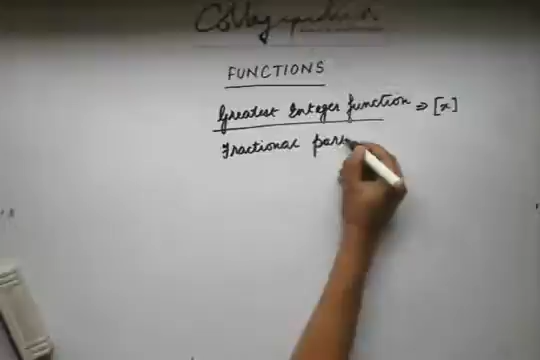 FUNCTIONS
Greatest Integer function ⇒ [x]
Fractional part